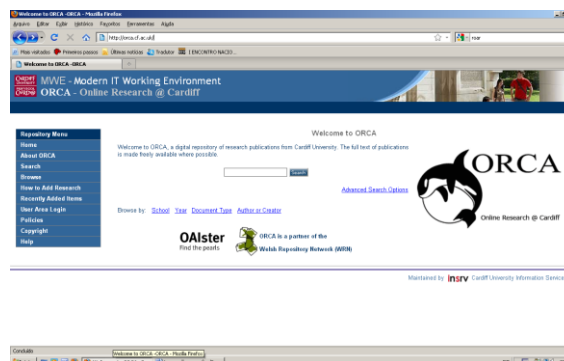 Welcome to ORCA -ORCA - Mozilla Firefox
Arquivo Editar Exibir Histórico Favoritos Ferramentas Ajuda
http://orca.cf.ac.uk/
Mais visitados Primeiros passos Últimas notícias Tradutor I ENCONTRO NACIO...
Welcome to ORCA -ORCA
MWE - Modern IT Working Environment
ORCA - Online Research @ Cardiff
Repository Menu
Home
About ORCA
Search
Browse
How to Add Research
Recently Added Items
User Area Login
Policies
Copyright
Help
Welcome to ORCA
Welcome to ORCA, a digital repository of research publications from Cardiff University. The full text of publications
is made freely available where possible.
Search
Advanced Search Options
Browse by: School Year Document Type Author or Creator
OAIster
Find the pearls
ORCA is a partner of the
Welsh Repository Network (WRN)
ORCA
Online Research @ Cardiff
Maintained by insrv Cardiff University Information Service
Concluído
Welcome to ORCA -ORCA - Mozilla Firefox